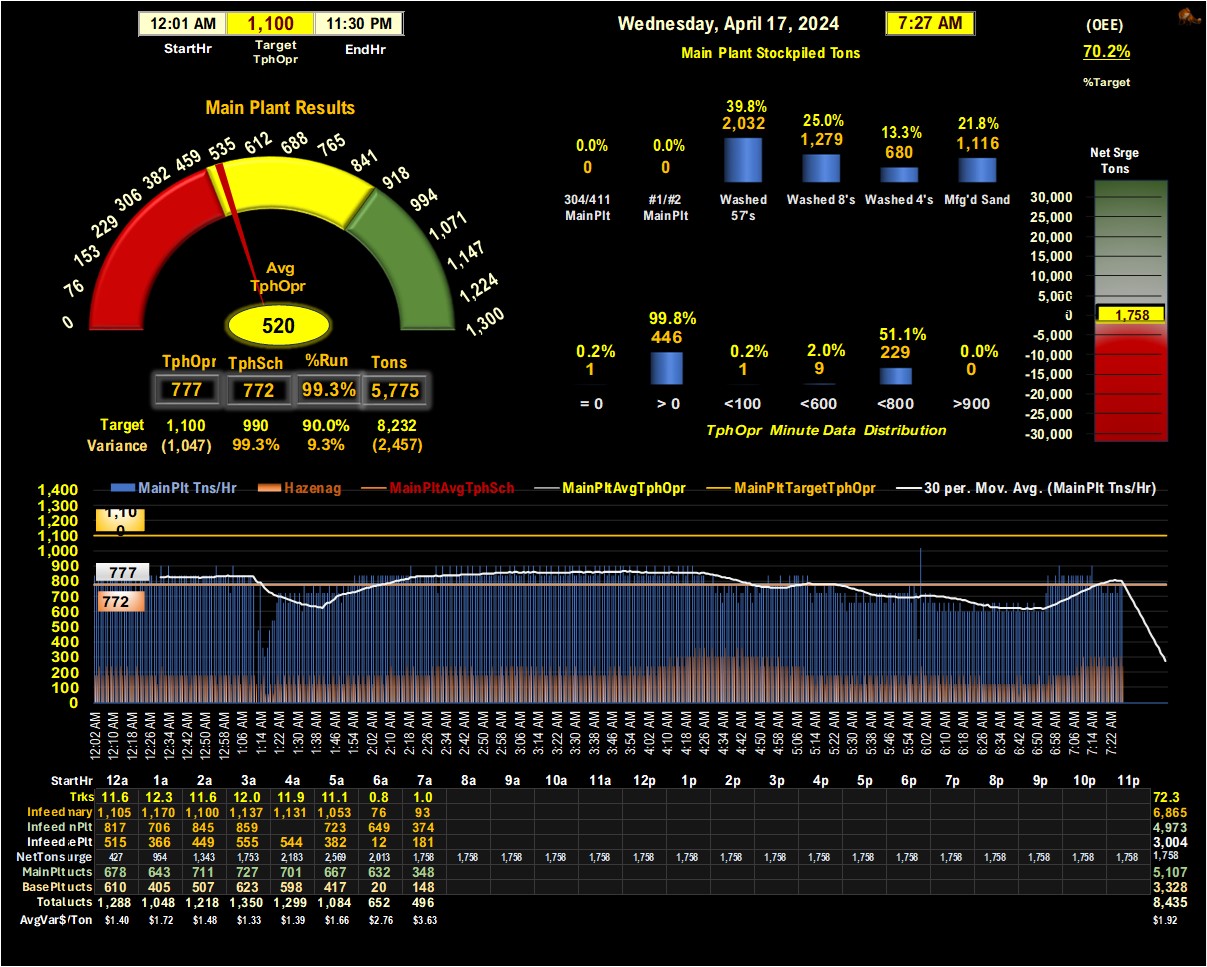 12:01 AM 1,100 11:30 PM
StartHr Target TphOpr EndHr
Wednesday, April 17, 2024 7:27 AM
Main Plant Stockpiled Tons
(OEE)
70.2%
%Target
Main Plant Results
0 76 153 229 306 382 459 535 612 688 765 841 918 994 1,071 1,147 1,224 1,300
Avg
TphOpr
520
TphOpr TphSch %Run Tons
777 772 99.3% 5,775
Target 1,100 990 90.0% 8,232
Variance (1,047) 99.3% 9.3% (2,457)
0.0% 0.0% 39.8% 25.0% 13.3% 21.8%
0 0 2,032 1,279 680 1,116
304/411 #1/#2 Washed Washed 8's Washed 4's Mfg'd Sand
MainPlt MainPlt 57's
0.2% 99.8% 0.2% 2.0% 51.1% 0.0%
1 446 1 9 229 0
= 0 > 0 <100 <600 <800 >900
TphOpr Minute Data Distribution
Net Srge
Tons
30,000
25,000
20,000
15,000
10,000
5,000
0
1,758
-5,000
-10,000
-15,000
-20,000
-25,000
-30,000
MainPlt Tns/Hr Hazenag MainPltAvgTphSch MainPltAvgTphOpr MainPltTargetTphOpr 30 per. Mov. Avg. (MainPlt Tns/Hr)
1,400
1,300
1,200
1,100
1,000
900
800
700
600
500
400
300
200
100
0
1,100
777
772
12:02 AM 12:10 AM 12:18 AM 12:26 AM 12:34 AM 12:42 AM 12:50 AM 12:58 AM 1:06 AM 1:14 AM 1:22 AM 1:30 AM 1:38 AM 1:46 AM 1:54 AM 2:02 AM 2:10 AM 2:18 AM 2:26 AM 2:34 AM 2:42 AM 2:50 AM 2:58 AM 3:06 AM 3:14 AM 3:22 AM 3:30 AM 3:38 AM 3:46 AM 3:54 AM 4:02 AM 4:10 AM 4:18 AM 4:26 AM 4:34 AM 4:42 AM 4:50 AM 4:58 AM 5:06 AM 5:14 AM 5:22 AM 5:30 AM 5:38 AM 5:46 AM 5:54 AM 6:02 AM 6:10 AM 6:18 AM 6:26 AM 6:34 AM 6:42 AM 6:50 AM 6:58 AM 7:06 AM 7:14 AM 7:22 AM
StartHr 12a 1a 2a 3a 4a 5a 6a 7a 8a 9a 10a 11a 12p 1p 2p 3p 4p 5p 6p 7p 8p 9p 10p 11p
Trks 11.6 12.3 11.6 12.0 11.9 11.1 0.8 1.0 72.3
Infeed mary 1,105 1,170 1,100 1,137 1,131 1,053 76 93 6,865
Infeed nPlt 817 706 845 859 723 649 374 4,973
Infeed ePlt 515 366 449 555 544 382 12 181 3,004
NetTons urge 427 954 1,343 1,753 2,183 2,569 2,013 1,758 1,758 1,758 1,758 1,758 1,758 1,758 1,758 1,758 1,758 1,758 1,758 1,758 1,758 1,758 1,758 1,758 1,758
MainPlt ucts 678 643 711 727 701 667 632 348 5,107
BasePlt ucts 610 405 507 623 598 417 20 148 3,328
Total ucts 1,288 1,048 1,218 1,350 1,299 1,084 652 496 8,435
AvgVar$/Ton $1.40 $1.72 $1.48 $1.33 $1.39 $1.66 $2.76 $3.63 $1.92